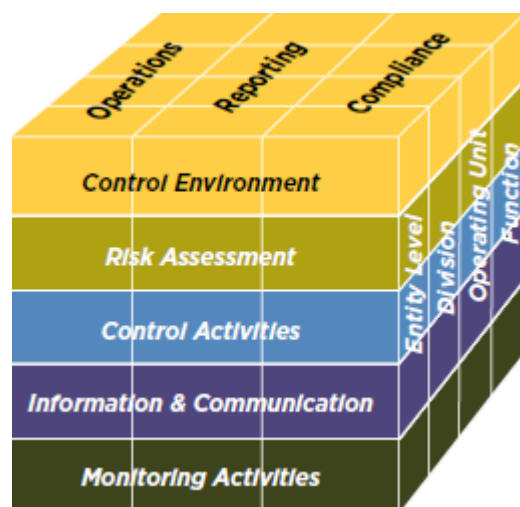 Operations
Reporting
Compliance
Control Environment
Risk Assessment
Control Activities
Information & Communication
Monitoring Activities
Entity Level
Division
Operating Unit
Function